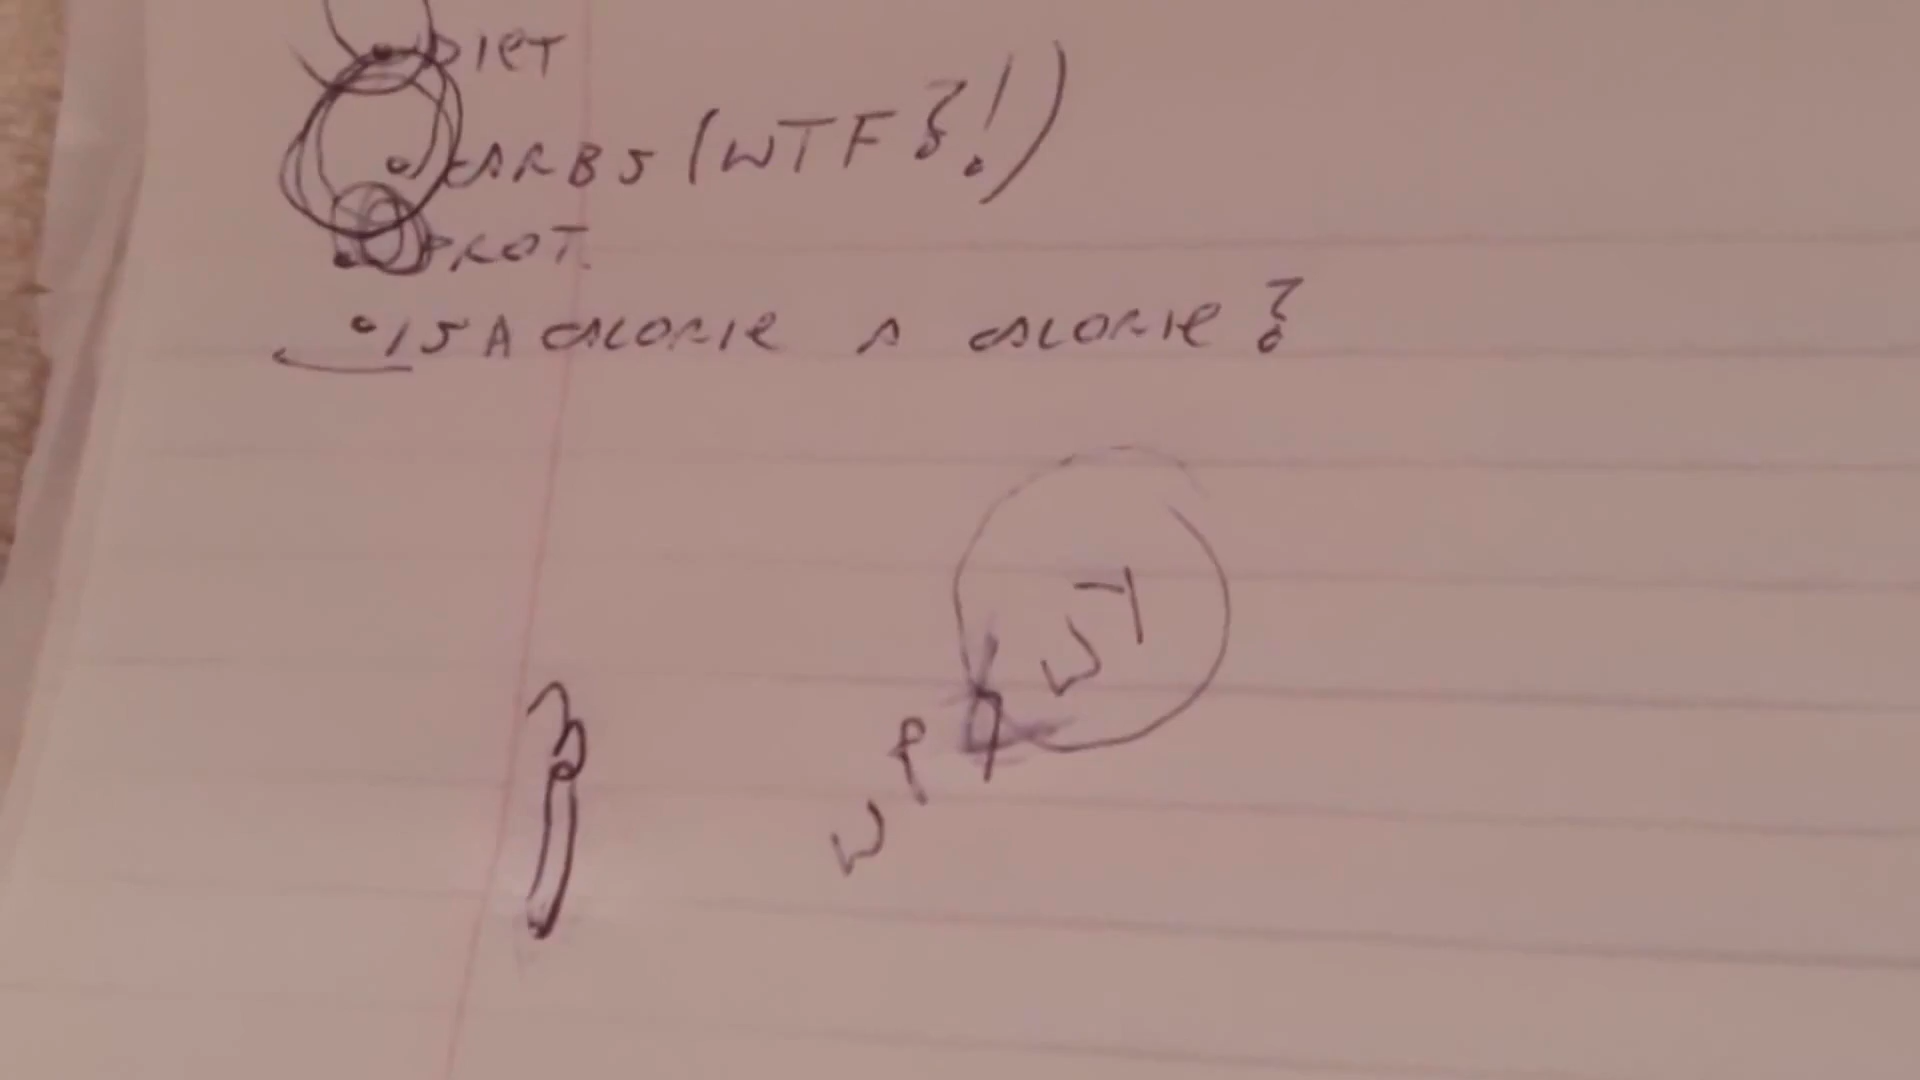 DIET
CARBS (WTF?!)
PROT.
IS A CALORIE A CALORIE?
WT